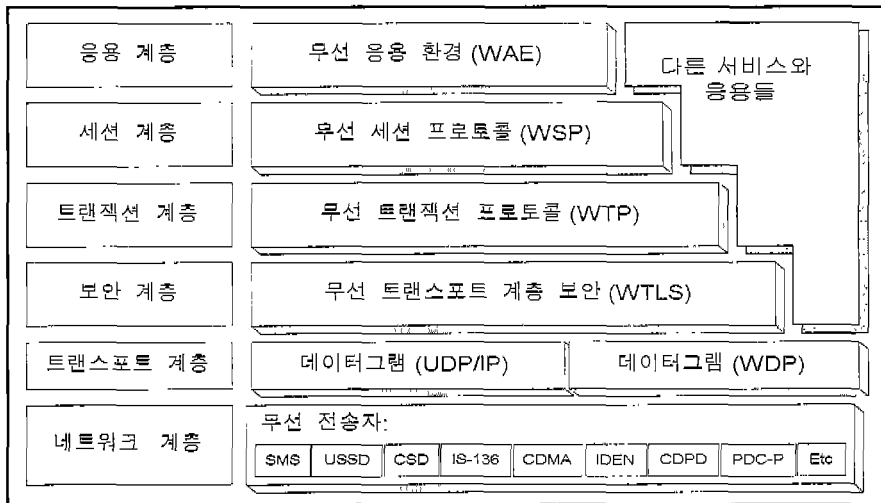 응용 계층
무선 응용 환경 (WAE)
다른 서비스와
응용들
세션 계층
무선 세션 프로토콜 (WSP)
트랜잭션 계층
무선 트랜잭션 프로토콜 (WTP)
보안 계층
무선 트랜스포트 계층 보안 (WTLS)
트랜스포트 계층
데이터그램 (UDP/IP)
데이터그램 (WDP)
네트워크 계층
무선 전송자:
SMS USSD CSD IS-136 CDMA IDEN CDPD PDC-P Etc